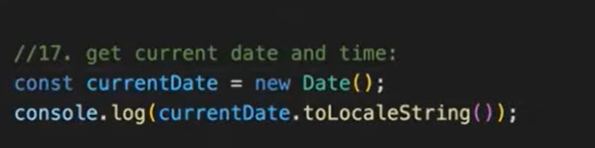 //17. get current date and time:
const currentDate = new Date();
console.log(currentDate.toLocaleString());